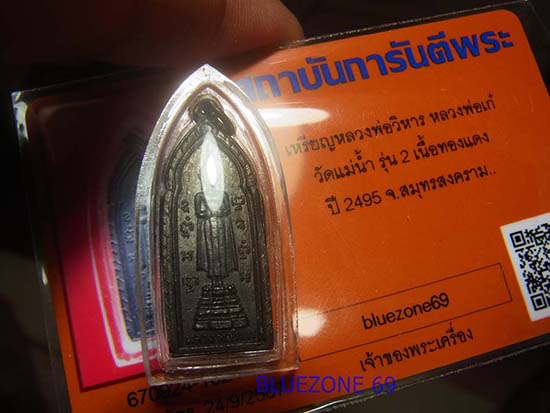 สถาบันการันตีพระ
เหรียญหลวงพ่อวิหาร หลวงพ่อเก๋
วัดแม่น้ำ รุ่น 2 เนื้อทองแดง
ปี 2495 จ.สมุทรสงคราม..
bluezone69
เจ้าของพระเครื่อง
670924-
24/9/25
BLUEZONE 69